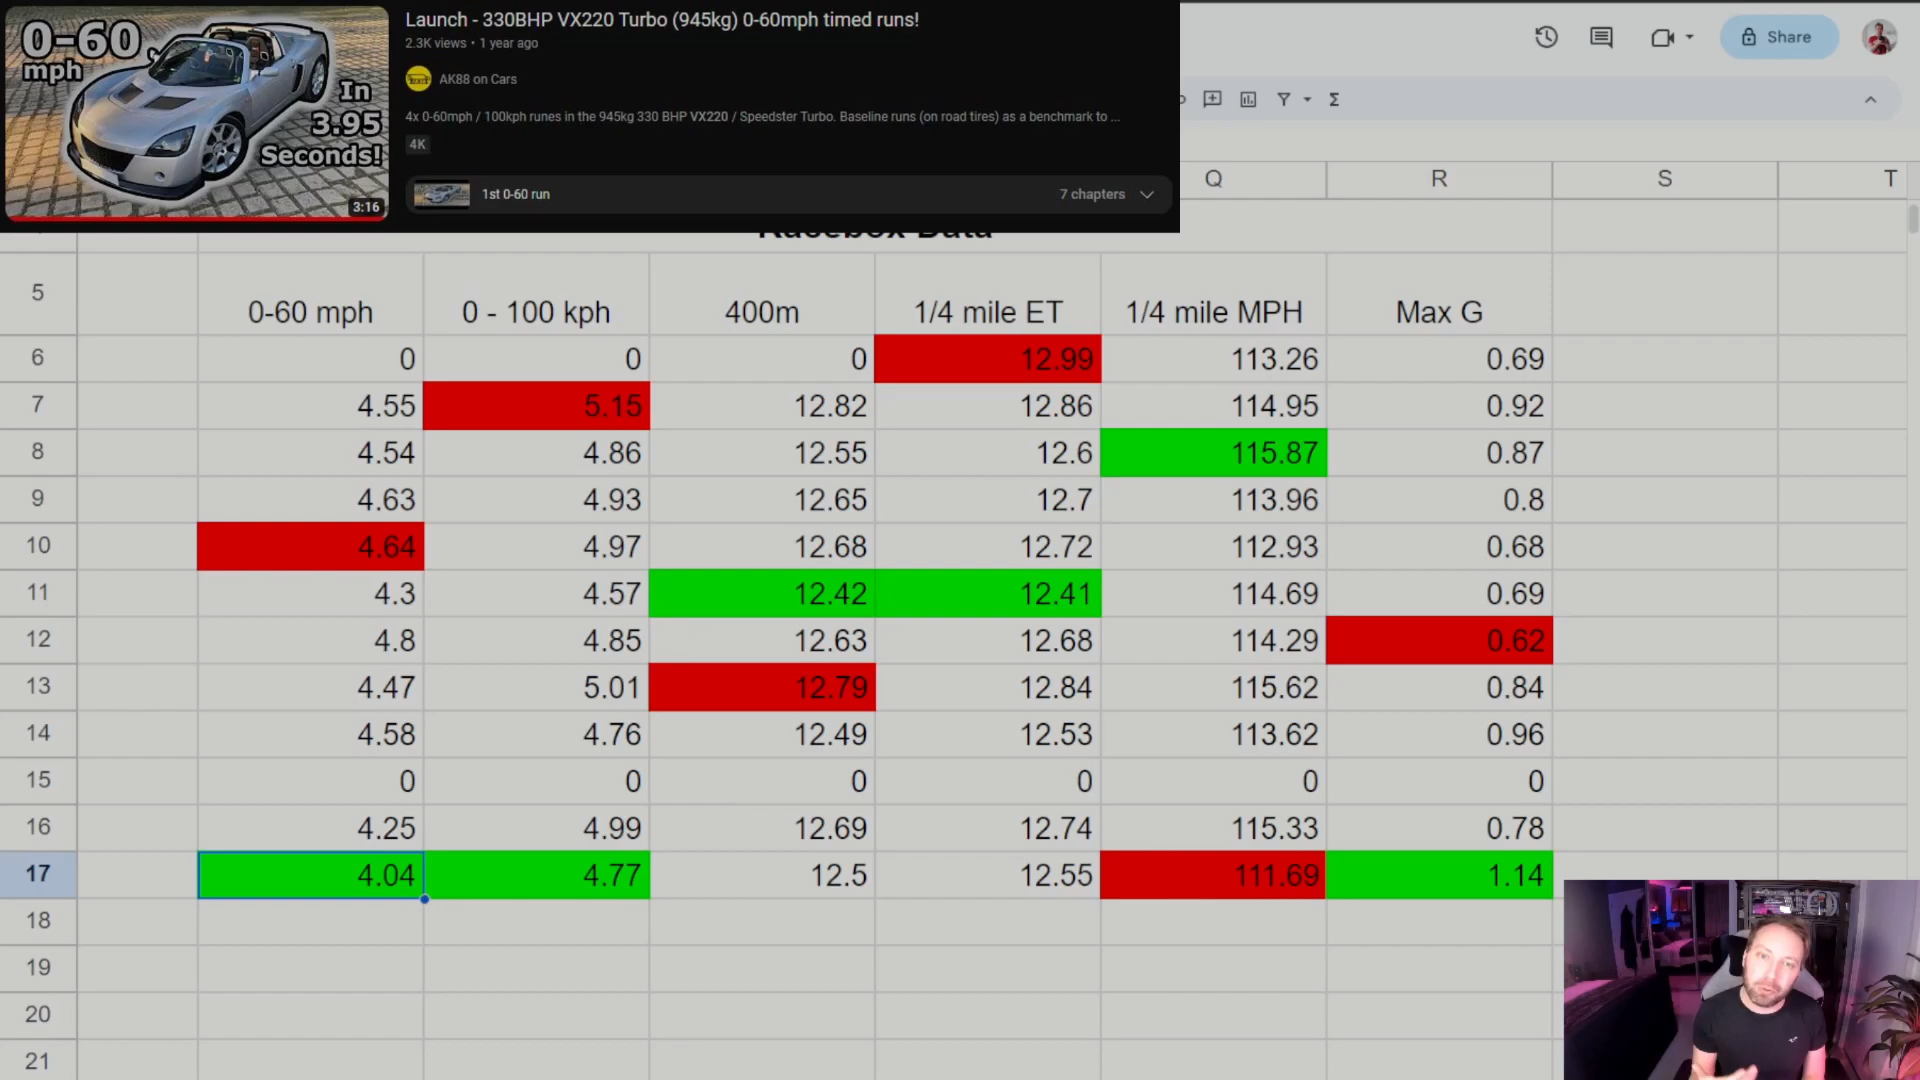 0-60
mph
In
3.95
Seconds!
3:16
Launch - 330BHP VX220 Turbo (945kg) 0-60mph timed runs!
2.3K views • 1 year ago
AK88 on Cars
4x 0-60mph / 100kph runes in the 945kg 330 BHP VX220 / Speedster Turbo. Baseline runs (on road tires) as a benchmark to ...
4K
1st 0-60 run 7 chapters
Share
Σ
Q R S T
Racebox Data
5 0-60 mph 0 - 100 kph 400m 1/4 mile ET 1/4 mile MPH Max G
6 0 0 0 12.99 113.26 0.69
7 4.55 5.15 12.82 12.86 114.95 0.92
8 4.54 4.86 12.55 12.6 115.87 0.87
9 4.63 4.93 12.65 12.7 113.96 0.8
10 4.64 4.97 12.68 12.72 112.93 0.68
11 4.3 4.57 12.42 12.41 114.69 0.69
12 4.8 4.85 12.63 12.68 114.29 0.62
13 4.47 5.01 12.79 12.84 115.62 0.84
14 4.58 4.76 12.49 12.53 113.62 0.96
15 0 0 0 0 0 0
16 4.25 4.99 12.69 12.74 115.33 0.78
17 4.04 4.77 12.5 12.55 111.69 1.14
18
19
20
21